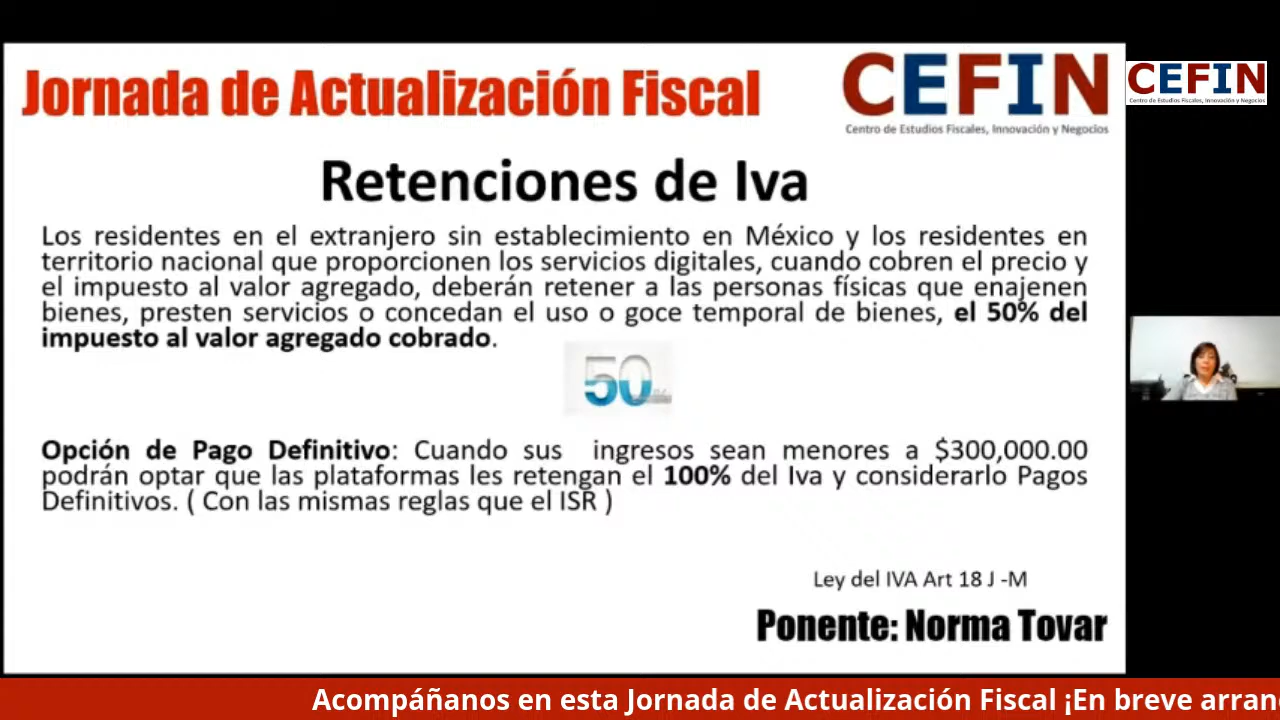 Jornada de Actualización Fiscal
CEFIN
Centro de Estudios Fiscales, Innovación y Negocios
CEFIN
Centro de Estudios Fiscales, Innovación y Negocios
Retenciones de Iva
Los residentes en el extranjero sin establecimiento en México y los residentes en
territorio nacional que proporcionen los servicios digitales, cuando cobren el precio y
el impuesto al valor agregado, deberán retener a las personas físicas que enajenen
bienes, presten servicios o concedan el uso o goce temporal de bienes, el 50% del
impuesto al valor agregado cobrado.
50
Opción de Pago Definitivo: Cuando sus ingresos sean menores a $300,000.00
podrán optar que las plataformas les retengan el 100% del Iva y considerarlo Pagos
Definitivos. ( Con las mismas reglas que el ISR )
Ley del IVA Art 18 J -M
Ponente: Norma Tovar
Acompáñanos en esta Jornada de Actualización Fiscal ¡En breve arran